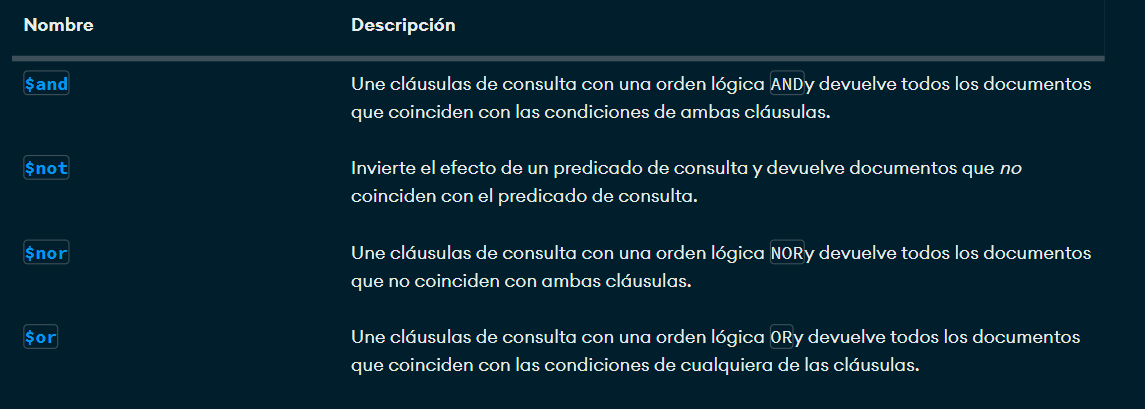 Nombre Descripción
$and Une cláusulas de consulta con una orden lógica ANDy devuelve todos los documentos
que coinciden con las condiciones de ambas cláusulas.
$not Invierte el efecto de un predicado de consulta y devuelve documentos que no
coinciden con el predicado de consulta.
$nor Une cláusulas de consulta con una orden lógica NORy devuelve todos los documentos
que no coinciden con ambas cláusulas.
$or Une cláusulas de consulta con una orden lógica ORy devuelve todos los documentos
que coinciden con las condiciones de cualquiera de las cláusulas.